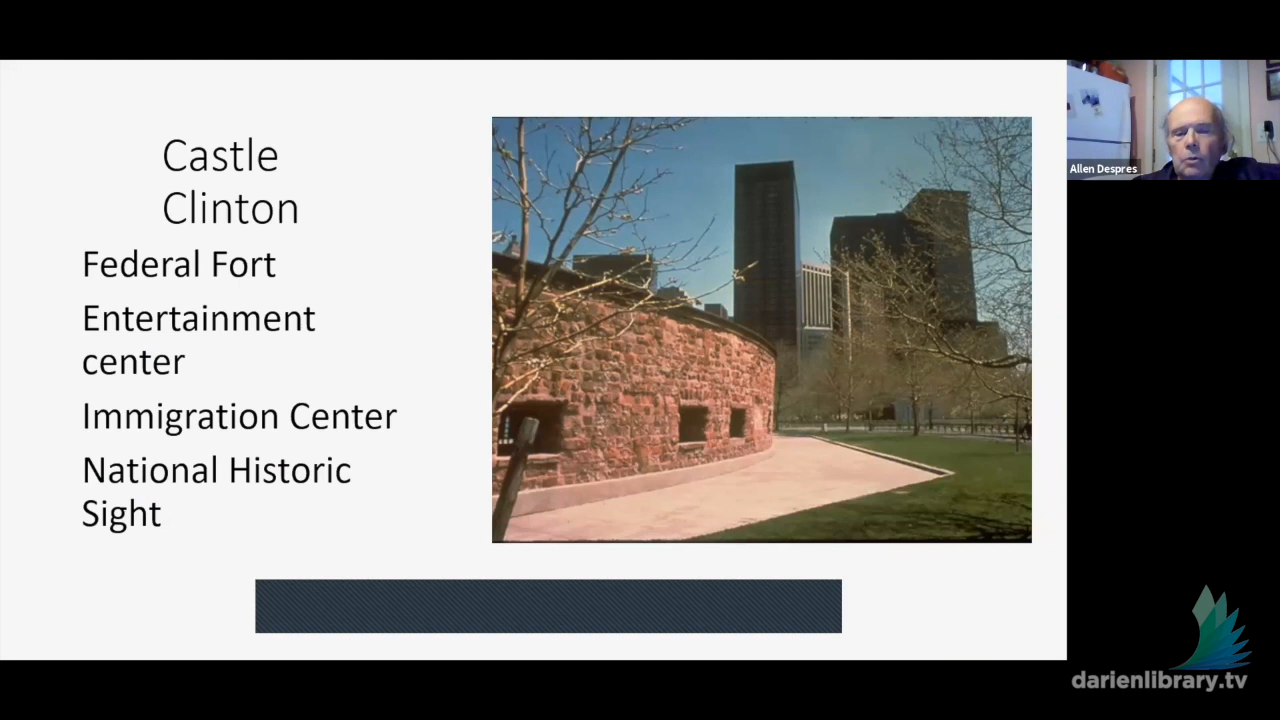 Castle
Clinton
Federal Fort
Entertainment
center
Immigration Center
National Historic
Sight
Allen Despres
darienlibrary.tv